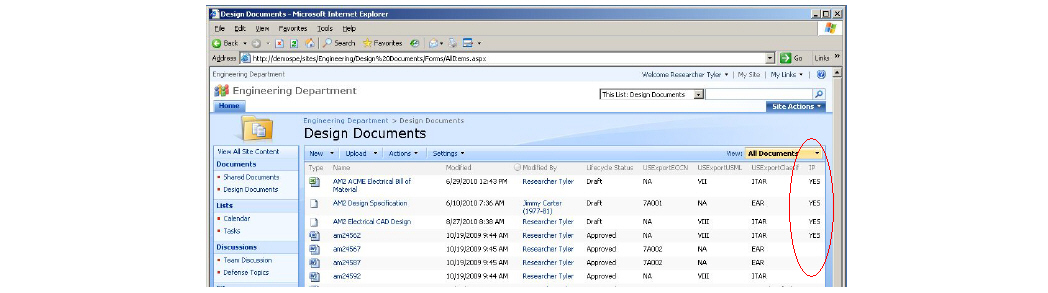 Design Documents - Microsoft Internet Explorer
File Edit View Favorites Tools Help
Back Search Favorites
Address http://demospe/sites/Engineering/Design%20Documents/Forms/AllItems.aspx Go Links »
Engineering Department Welcome Researcher Tyler | My Site | My Links |
Engineering Department This List: Design Documents
Home Site Actions
Engineering Department > Design Documents
Design Documents
View All Site Content New Upload Actions Settings View: All Documents
Documents Type Name Modified Modified By Lifecycle Status USExportECCN USExportUSML USExportClassif IP
Shared Documents AM2 ACME Electrical Bill of Material 6/29/2010 12:43 PM Researcher Tyler Draft NA VII ITAR YES
Design Documents AM2 Design Specification 6/10/2010 7:36 AM Jimmy Carter (1977-81) Draft 7A001 NA EAR YES
Lists
Calendar AM2 Electrical CAD Design 8/27/2010 8:38 AM Researcher Tyler Draft NA VIII ITAR YES
Tasks am24562 10/19/2009 9:44 AM Researcher Tyler Approved NA VIII ITAR YES
Discussions am24567 10/19/2009 9:45 AM Researcher Tyler Approved 7A002 NA EAR
Team Discussion am24587 10/19/2009 9:45 AM Researcher Tyler Approved 7A002 NA EAR
Defense Topics am24592 10/19/2009 9:44 AM Researcher Tyler Approved NA VIII ITAR